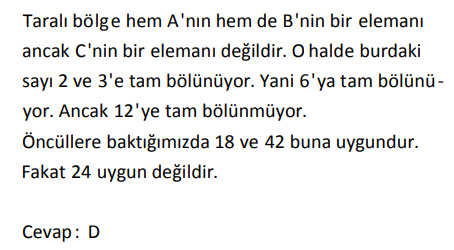 Taralı bölge hem A'nın hem de B'nin bir elemanı
ancak C'nin bir elemanı değildir. O halde burdaki
sayı 2 ve 3'e tam bölünüyor. Yani 6'ya tam bölünü-
yor. Ancak 12'ye tam bölünmüyor.
Öncüllere baktığımızda 18 ve 42 buna uygundur.
Fakat 24 uygun değildir.
Cevap : D